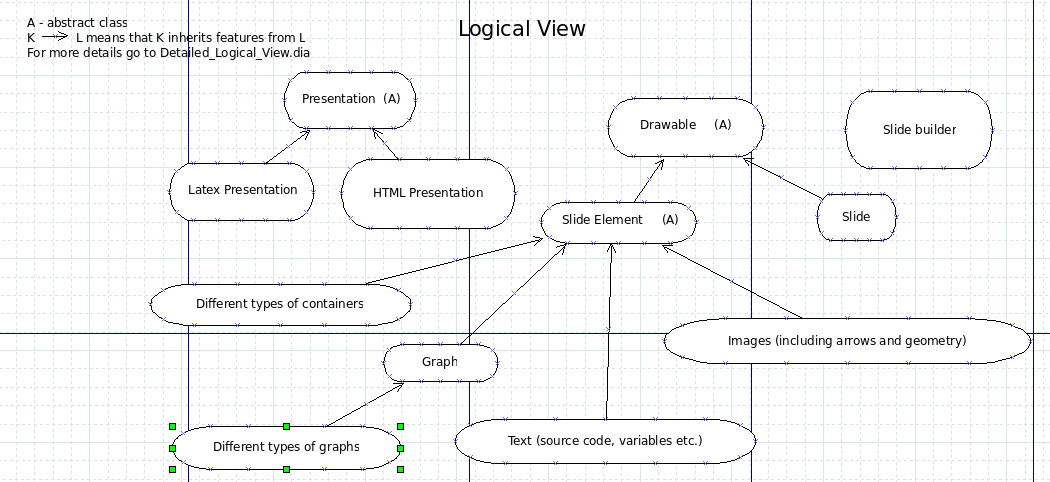 Logical View
A - abstract class
K L means that K inherits features from L
For more details go to Detailed_Logical_View.dia
Presentation (A)
Drawable (A)
Slide builder
Latex Presentation
HTML Presentation
Slide Element (A)
Slide
Different types of containers
Images (including arrows and geometry)
Graph
Different types of graphs
Text (source code, variables etc.)